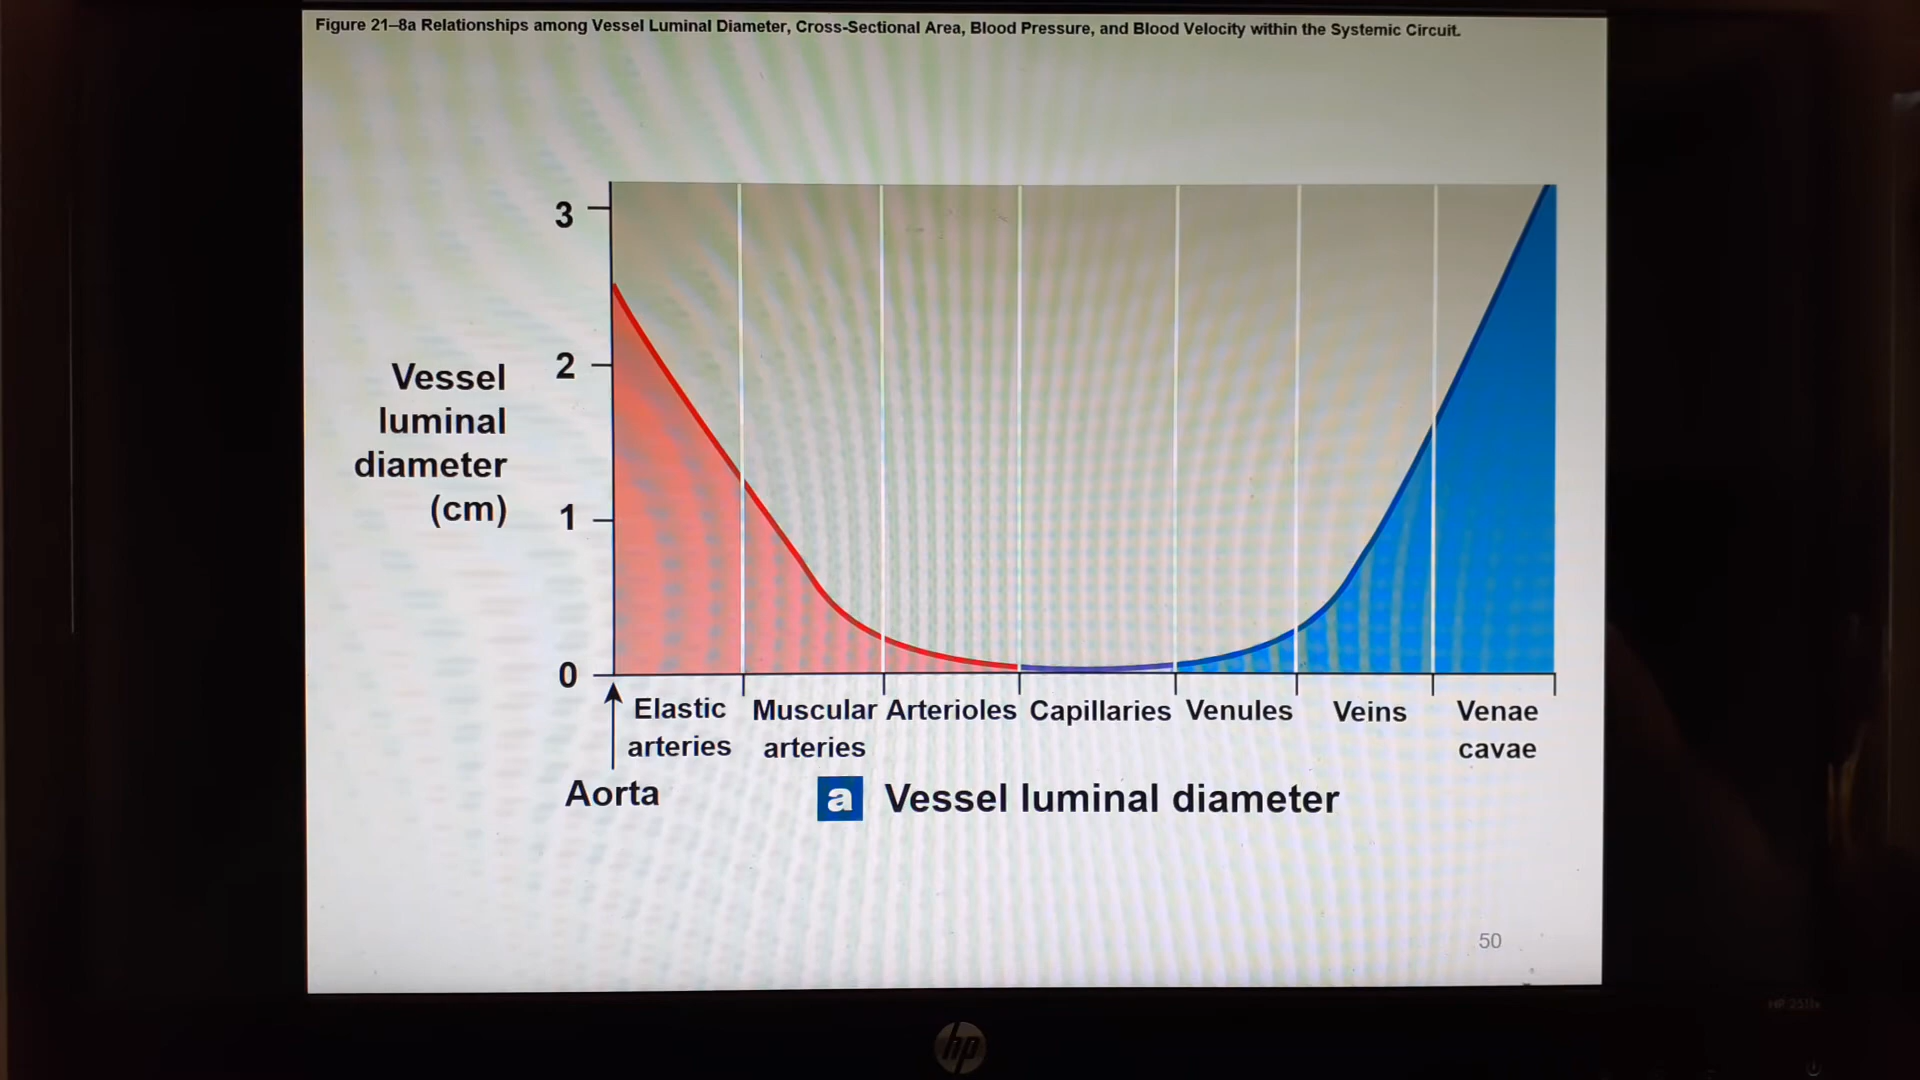 Figure 21–8a Relationships among Vessel Luminal Diameter, Cross-Sectional Area, Blood Pressure, and Blood Velocity within the Systemic Circuit.
3
2
1
0
Vessel
luminal
diameter
(cm)
Elastic
arteries
Muscular
arteries
Arterioles
Capillaries
Venules
Veins
Venae
cavae
Aorta
a Vessel luminal diameter
50
hp